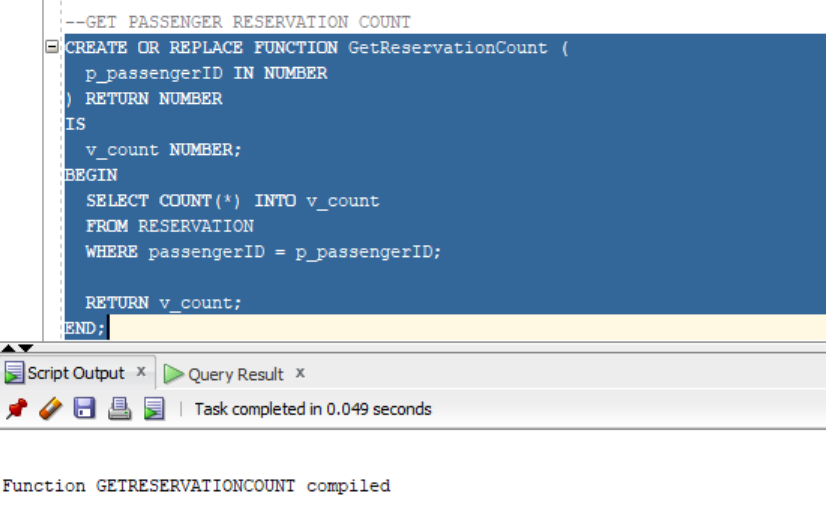 --GET PASSENGER RESERVATION COUNT
CREATE OR REPLACE FUNCTION GetReservationCount (
p_passengerID IN NUMBER
) RETURN NUMBER
IS
v_count NUMBER;
BEGIN
SELECT COUNT(*) INTO v_count
FROM RESERVATION
WHERE passengerID = p_passengerID;
RETURN v_count;
END;
Script Output x Query Result x
Task completed in 0.049 seconds
Function GETRESERVATIONCOUNT compiled